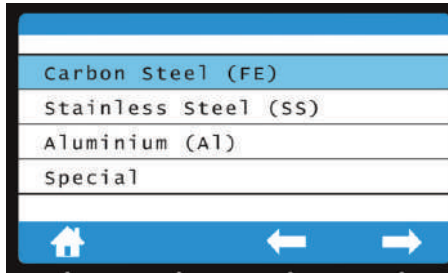 Carbon Steel (FE)
Stainless Steel (SS)
Aluminium (Al)
Special